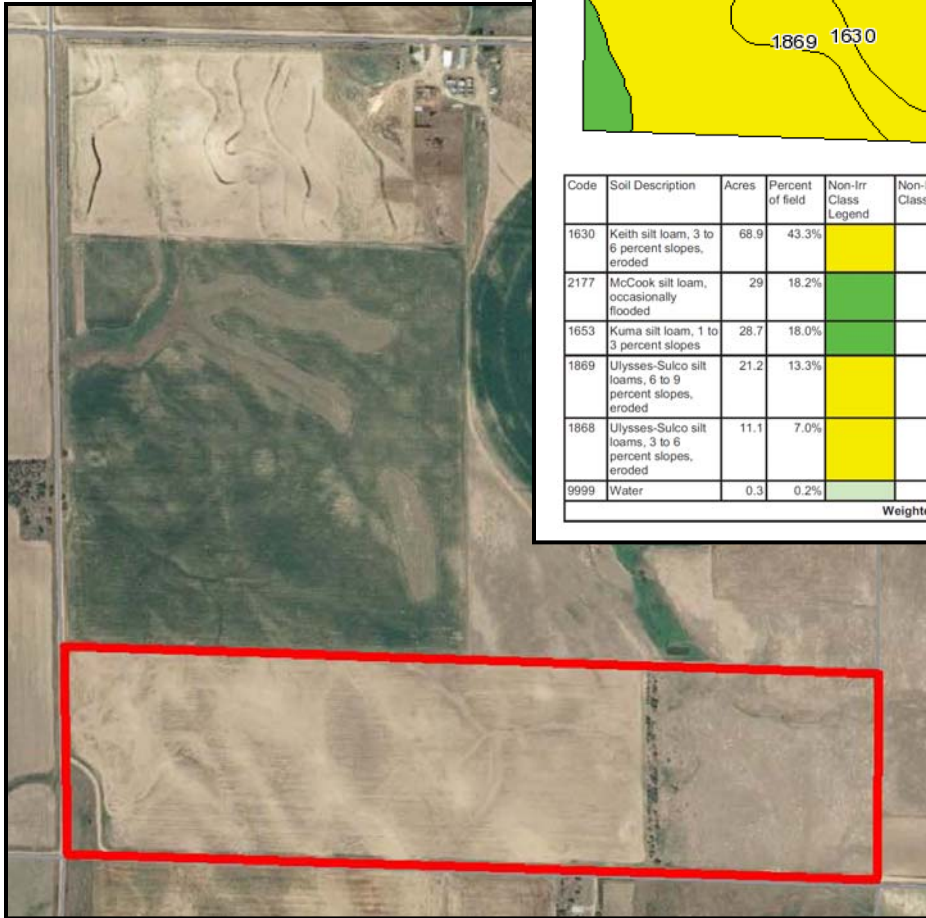 1869 1630
Code Soil Description Acres Percent of field Non-Irr Class Legend Non-I Class
1630 Keith silt loam, 3 to 6 percent slopes, eroded 68.9 43.3%
2177 McCook silt loam, occasionally flooded 29 18.2%
1653 Kuma silt loam, 1 to 3 percent slopes 28.7 18.0%
1869 Ulysses-Sulco silt loams, 6 to 9 percent slopes, eroded 21.2 13.3%
1868 Ulysses-Sulco silt loams, 3 to 6 percent slopes, eroded 11.1 7.0%
9999 Water 0.3 0.2%
Weighte